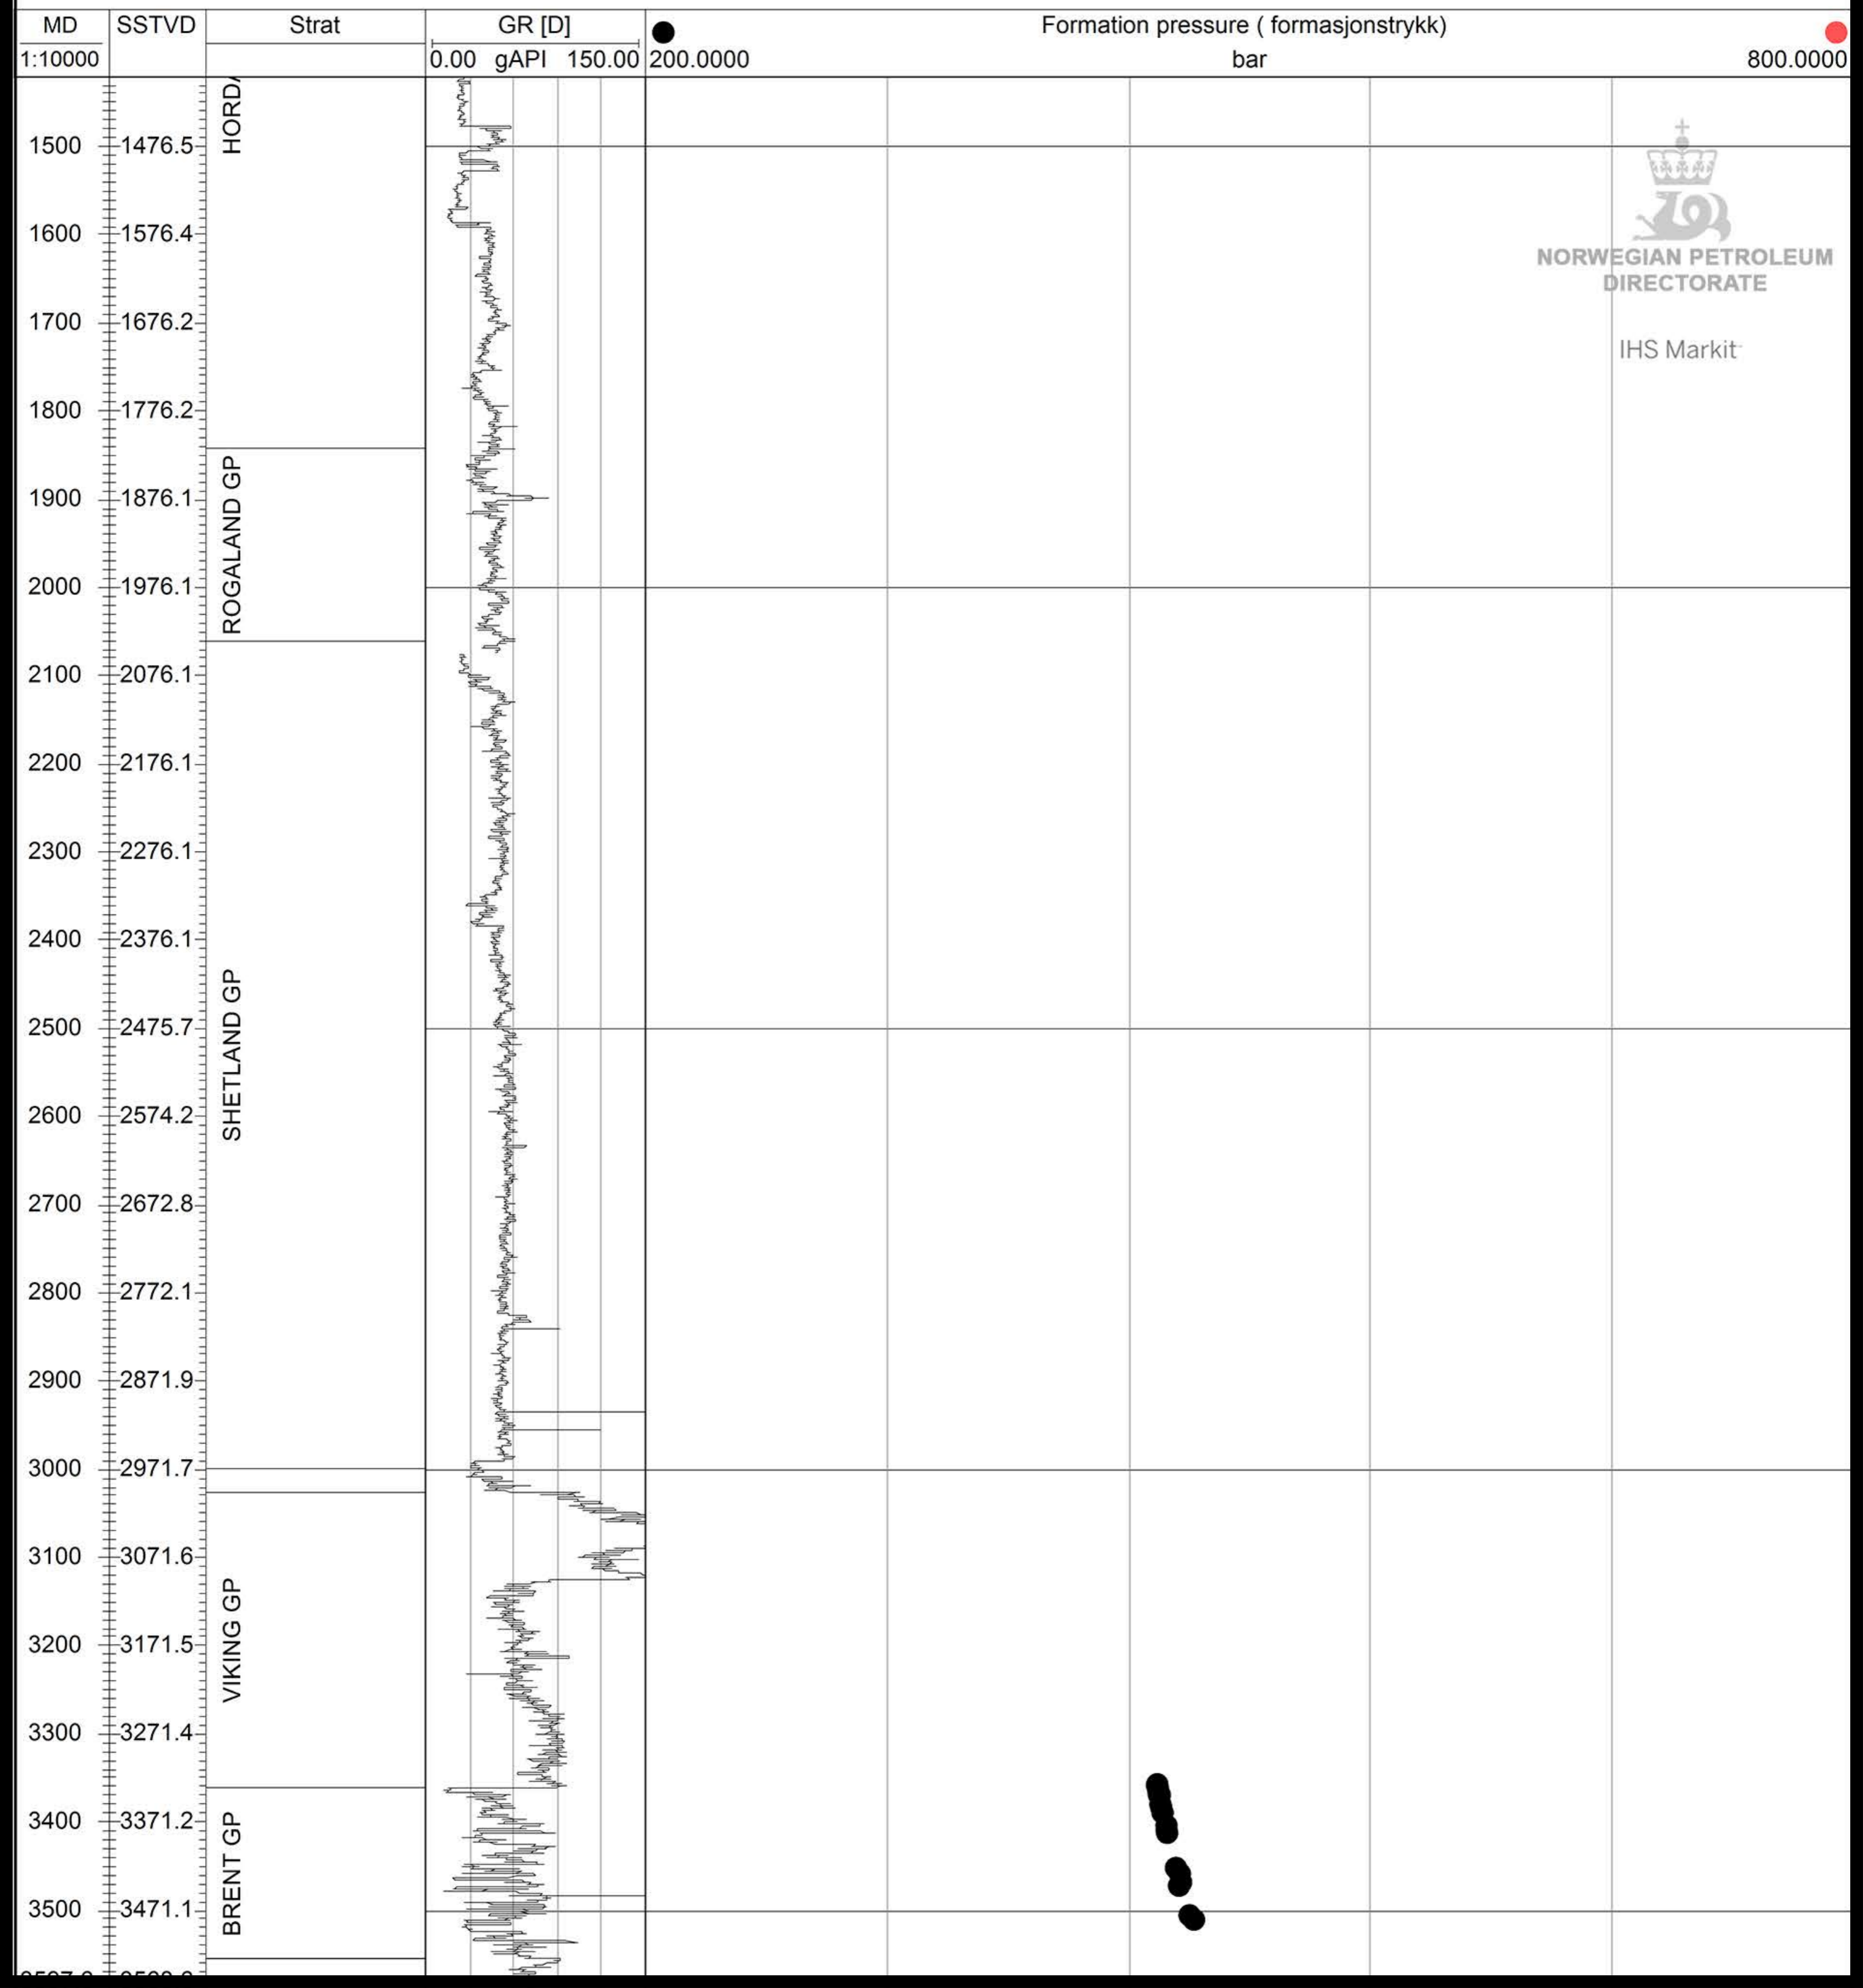 MD SSTVD Strat GR [D] Formation pressure ( formasjonstrykk)
1:10000 0.00 gAPI 150.00 200.0000 bar 800.0000
HORDA
1500 1476.5
1600 1576.4
NORWEGIAN PETROLEUM
DIRECTORATE
1700 1676.2
IHS Markit
1800 1776.2
ROGALAND GP
1900 1876.1
2000 1976.1
2100 2076.1
2200 2176.1
2300 2276.1
2400 2376.1
SHETLAND GP
2500 2475.7
2600 2574.2
2700 2672.8
2800 2772.1
2900 2871.9
3000 2971.7
3100 3071.6
VIKING GP
3200 3171.5
3300 3271.4
3400 3371.2
BRENT GP
3500 3471.1